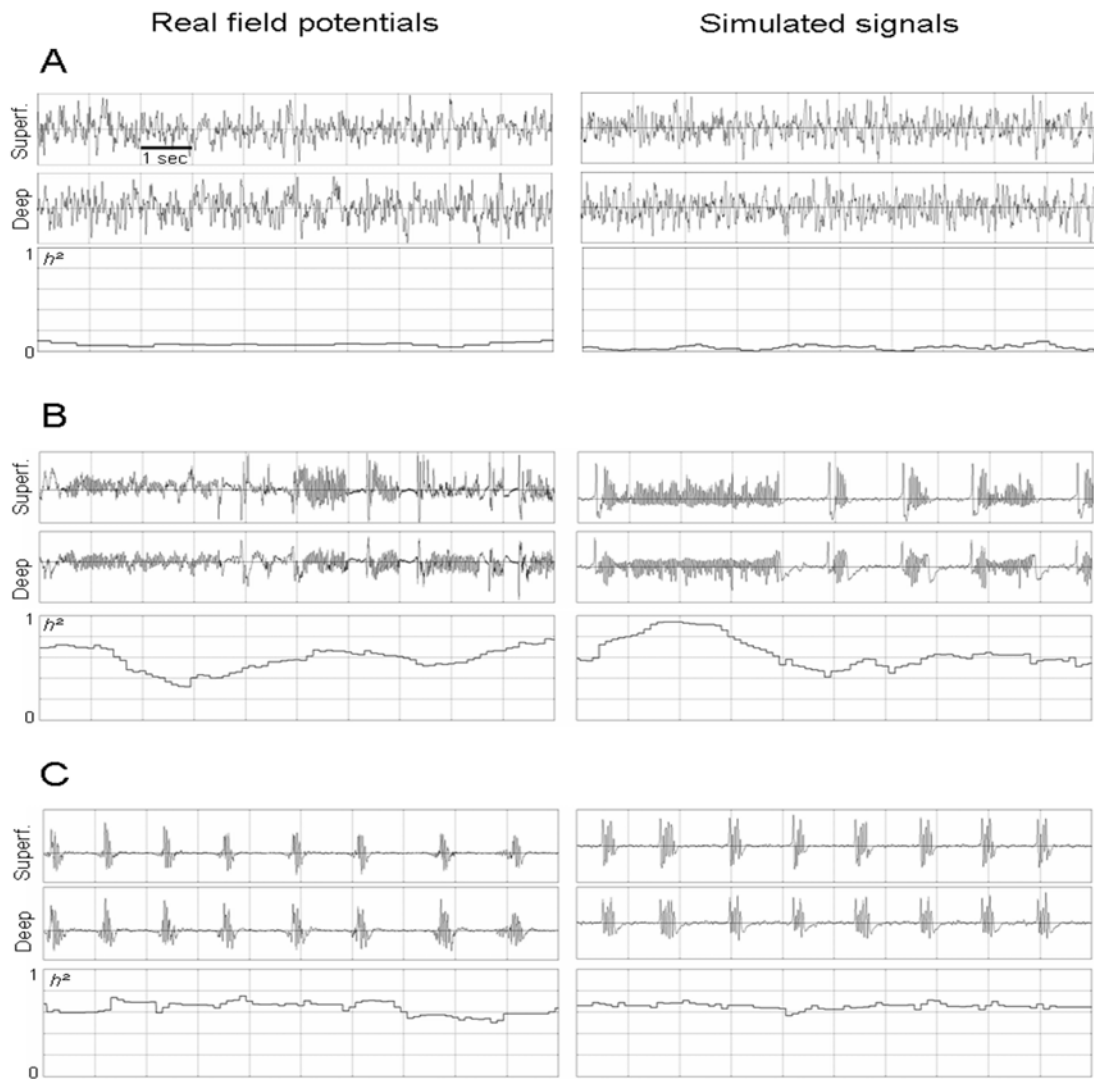 Real field potentials
Simulated signals
A
Superf.
1 sec
Deep
1
h²
0
B
Superf.
Deep
1
h²
0
C
Superf.
Deep
1
h²
0